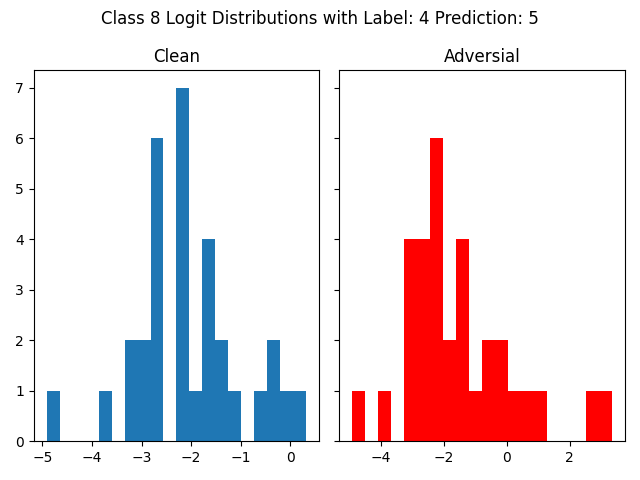 Class 8 Logit Distributions with Label: 4 Prediction: 5
Clean
Adversial
7
6
5
4
3
2
1
0
−5 −4 −3 −2 −1 0
−4 −2 0 2